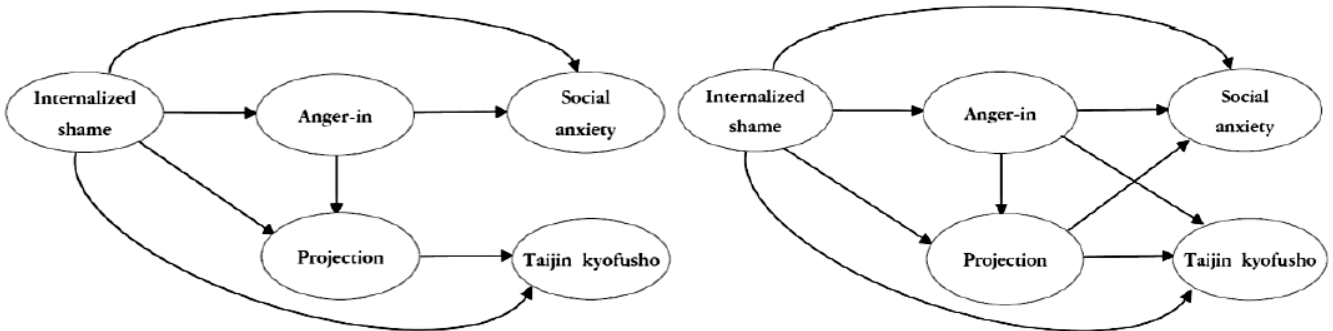 Internalized
shame
Anger-in
Social
anxiety
Projection
Taijin kyofusho
Internalized
shame
Anger-in
Social
anxiety
Projection
Taijin kyofusho